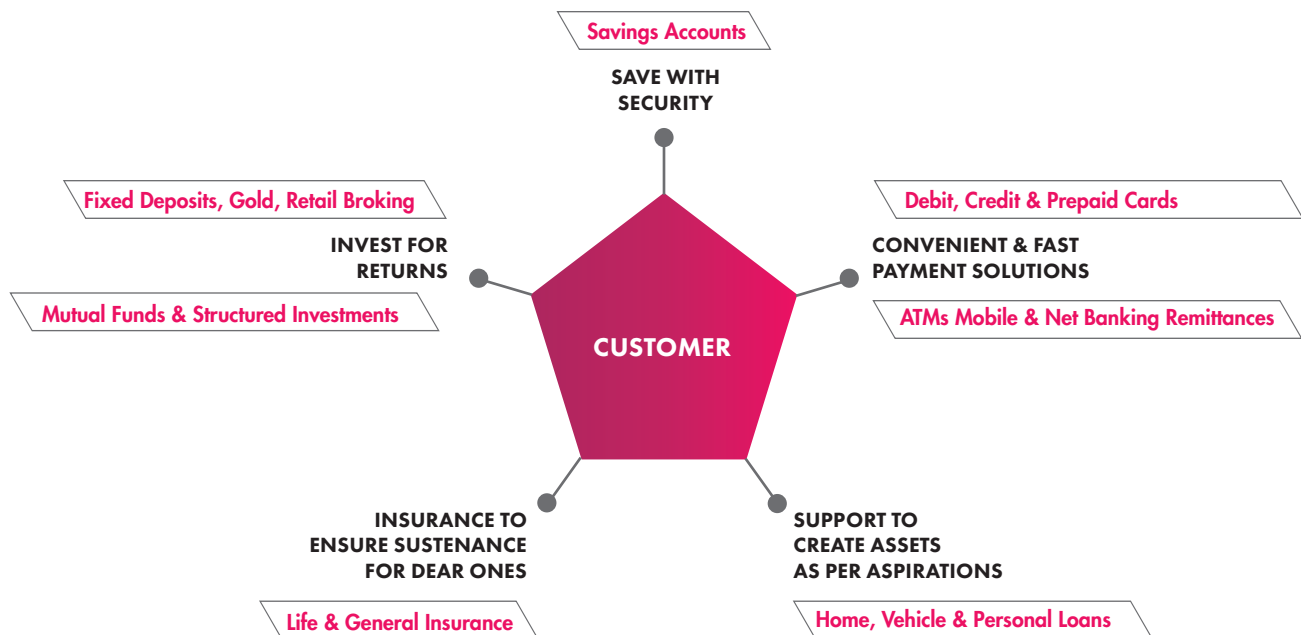 Savings Accounts
SAVE WITH
SECURITY
Fixed Deposits, Gold, Retail Broking
INVEST FOR
RETURNS
Mutual Funds & Structured Investments
Debit, Credit & Prepaid Cards
CONVENIENT & FAST
PAYMENT SOLUTIONS
ATMs Mobile & Net Banking Remittances
CUSTOMER
INSURANCE TO
ENSURE SUSTENANCE
FOR DEAR ONES
Life & General Insurance
SUPPORT TO
CREATE ASSETS
AS PER ASPIRATIONS
Home, Vehicle & Personal Loans